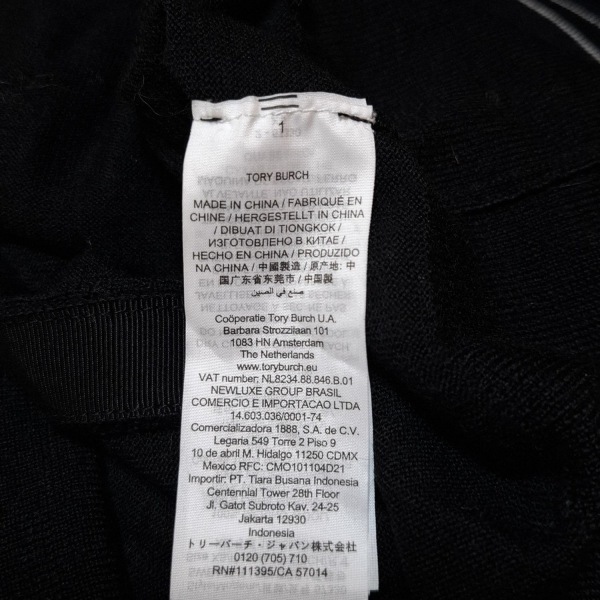 1
TORY BURCH
MADE IN CHINA / FABRIQUÉ EN
CHINE / HERGESTELLT IN CHINA
/ DIBUAT DI TIONGKOK /
ИЗГОТОВЛЕНО В КИТАЕ /
HECHO EN CHINA / PRODUZIDO
NA CHINA / 中國製造 / 原产地: 中
国广东省东莞市 / 中国製
صنع في الصين
Coöperatie Tory Burch U.A.
Barbara Strozzilaan 101
1083 HN Amsterdam
The Netherlands
www.toryburch.eu
VAT number; NL8234.88.846.B.01
NEWLUXE GROUP BRASIL
COMERCIO E IMPORTACAO LTDA
14.603.036/0001-74
Comercializadora 1888, S.A. de C.V.
Legaria 549 Torre 2 Piso 9
10 de abril M. Hidalgo 11250 CDMX
Mexico RFC: CMO101104D21
Importir: PT. Tiara Busana Indonesia
Centennial Tower 28th Floor
Jl. Gatot Subroto Kav. 24-25
Jakarta 12930
Indonesia
トリーバーチ・ジャパン株式会社
0120 (705) 710
RN#111395/CA 57014